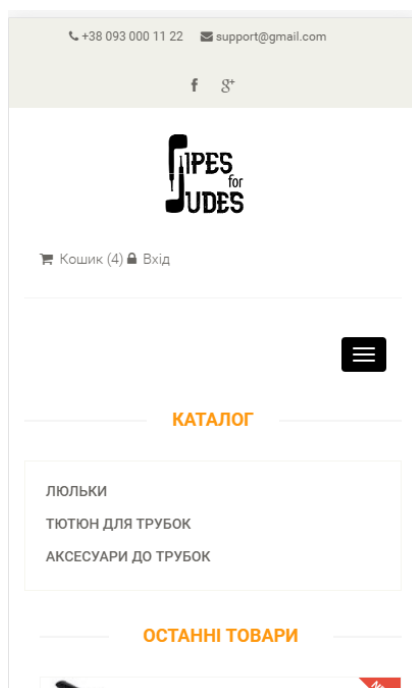 +38 093 000 11 22 support@gmail.com
f g+
PIPES
for
JUDES
Кошик (4) Вхід
КАТАЛОГ
ЛЮЛЬКИ
ТЮТЮН ДЛЯ ТРУБОК
АКСЕСУАРИ ДО ТРУБОК
ОСТАННІ ТОВАРИ